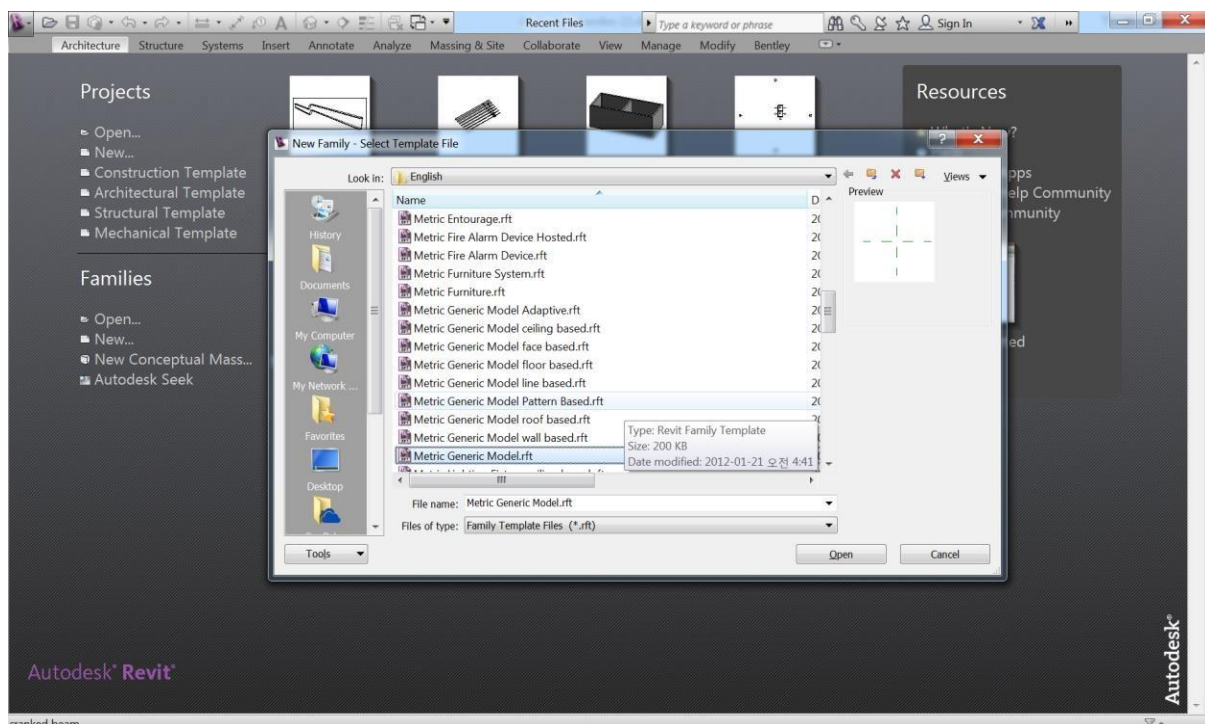 Recent Files
Type a keyword or phrase
Sign In
Architecture Structure Systems Insert Annotate Analyze Massing & Site Collaborate View Manage Modify Bentley
Projects
Open...
New...
Construction Template
Architectural Template
Structural Template
Mechanical Template
Families
Open...
New...
New Conceptual Mass...
Autodesk Seek
Resources
New Family - Select Template File
Look in: English
Views
History
Documents
My Computer
My Network ...
Favorites
Desktop
Name D
Metric Entourage.rft
Metric Fire Alarm Device Hosted.rft
Metric Fire Alarm Device.rft
Metric Furniture System.rft
Metric Furniture.rft
Metric Generic Model Adaptive.rft
Metric Generic Model ceiling based.rft
Metric Generic Model face based.rft
Metric Generic Model floor based.rft
Metric Generic Model line based.rft
Metric Generic Model Pattern Based.rft
Metric Generic Model roof based.rft
Metric Generic Model wall based.rft
Metric Generic Model.rft
Type: Revit Family Template
Size: 200 KB
Date modified: 2012-01-21 오전 4:41
Preview
File name: Metric Generic Model.rft
Files of type: Family Template Files (*.rft)
Tools
Open
Cancel
Community
Autodesk® Revit®
Autodesk®